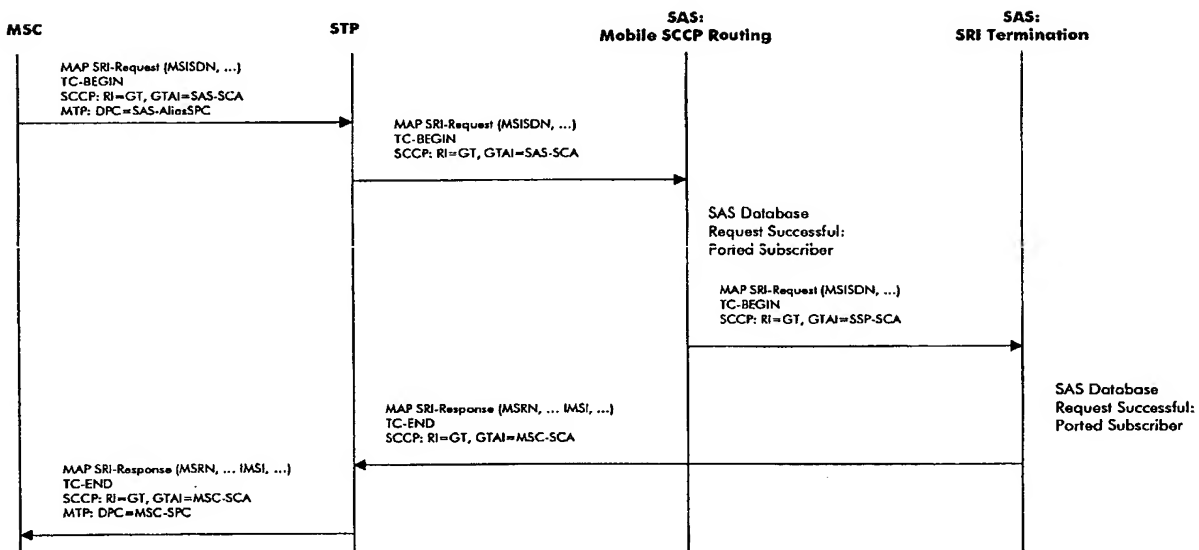 MSC
STP
SAS:
Mobile SCCP Routing
SAS:
SRI Termination
MAP SRI-Request (MSISDN, ...)
TC-BEGIN
SCCP: RI=GT, GTAI=SAS-SCA
MTP: DPC=SAS-AliasSPC
MAP SRI-Request (MSISDN, ...)
TC-BEGIN
SCCP: RI=GT, GTAI=SAS-SCA
SAS Database
Request Successful:
Ported Subscriber
MAP SRI-Request (MSISDN, ...)
TC-BEGIN
SCCP: RI=GT, GTAI=SSP-SCA
SAS Database
Request Successful:
Ported Subscriber
MAP SRI-Response (MSRN, ... IMSI, ...)
TC-END
SCCP: RI=GT, GTAI=MSC-SCA
MAP SRI-Response (MSRN, ... IMSI, ...)
TC-END
SCCP: RI=GT, GTAI=MSC-SCA
MTP: DPC=MSC-SPC